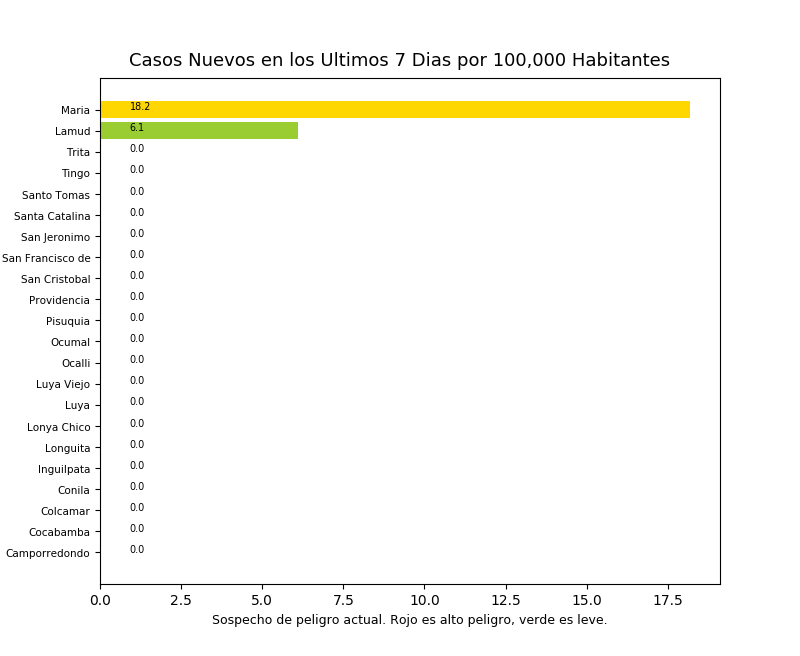 Casos Nuevos en los Ultimos 7 Dias por 100,000 Habitantes
Maria 18.2
Lamud 6.1
Trita 0.0
Tingo 0.0
Santo Tomas 0.0
Santa Catalina 0.0
San Jeronimo 0.0
San Francisco de 0.0
San Cristobal 0.0
Providencia 0.0
Pisuquia 0.0
Ocumal 0.0
Ocalli 0.0
Luya Viejo 0.0
Luya 0.0
Lonya Chico 0.0
Longuita 0.0
Inguilpata 0.0
Conila 0.0
Colcamar 0.0
Cocabamba 0.0
Camporredondo 0.0
0.0 2.5 5.0 7.5 10.0 12.5 15.0 17.5
Sospecho de peligro actual. Rojo es alto peligro, verde es leve.